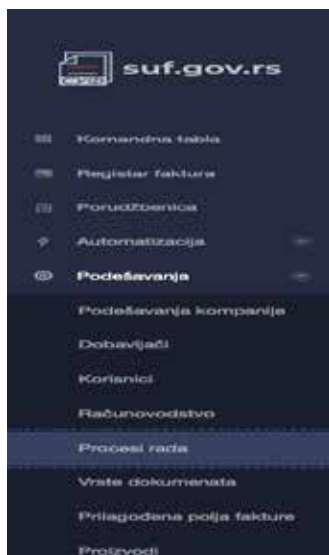 suf.gov.rs
Komandna tabla
Registar faktura
Porudžbenica
Automatizacija
Podešavanja
Podešavanja kompanije
Dobavljači
Korisnici
Računovodstvo
Procesi rada
Vrste dokumenata
Prilagođena polja fakture
Proizvodi